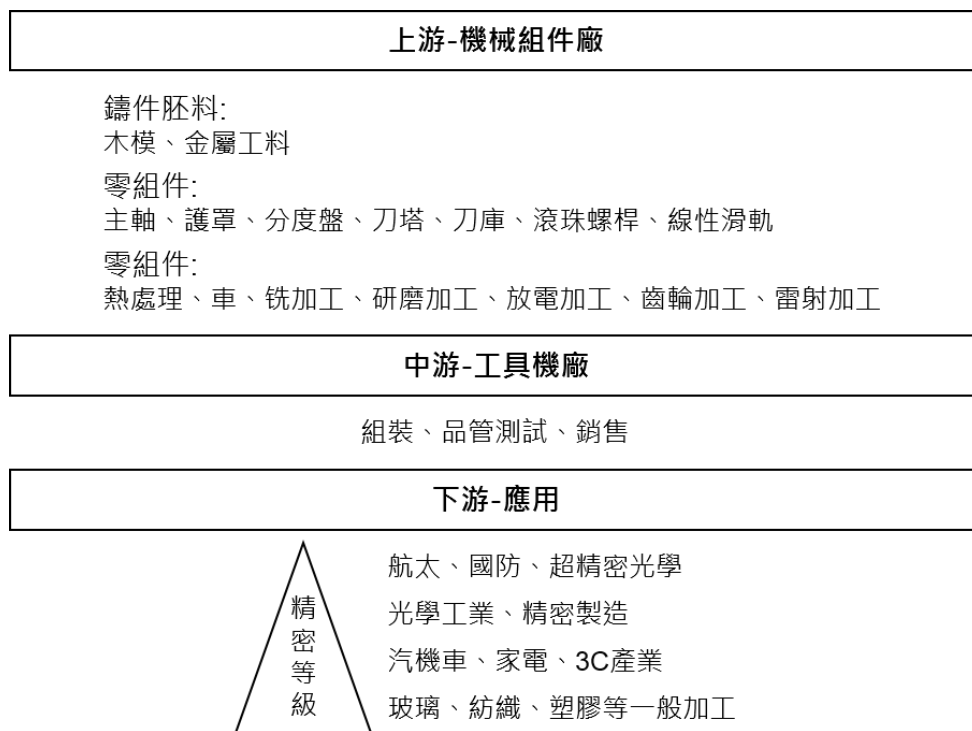 上游-機械組件廠
鑄件胚料:
木模、金屬工料
零組件:
主軸、護罩、分度盤、刀塔、刀庫、滾珠螺桿、線性滑軌
零組件:
熱處理、車、铣加工、研磨加工、放電加工、齒輪加工、雷射加工
中游-工具機廠
組裝、品管測試、銷售
下游-應用
精密等級
航太、國防、超精密光學
光學工業、精密製造
汽機車、家電、3C產業
玻璃、紡織、塑膠等一般加工